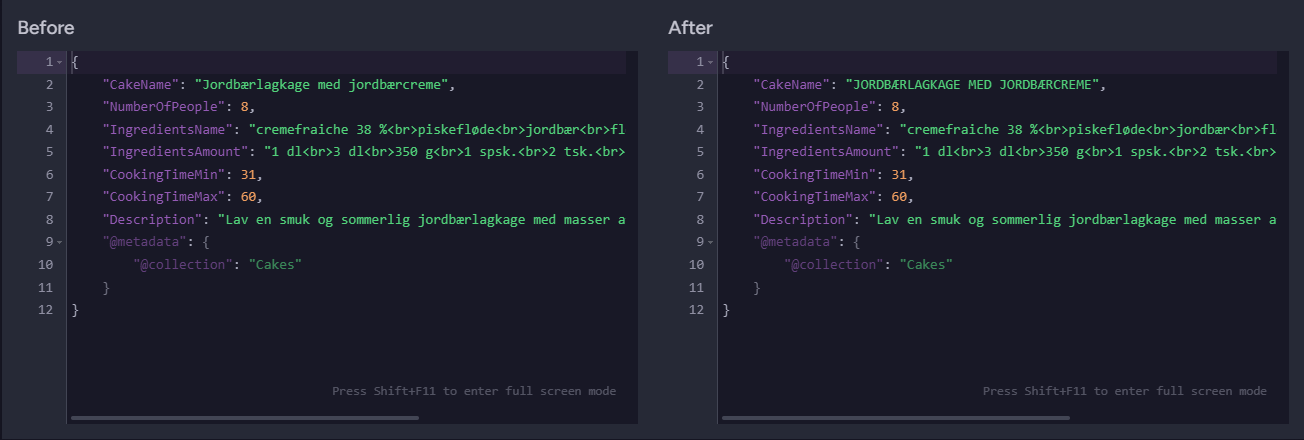 Before
1 {
2 "CakeName": "Jordbærlagkage med jordbærcreme",
3 "NumberOfPeople": 8,
4 "IngredientsName": "cremefraiche 38 %<br>piskefløde<br>jordbær<br>fl
5 "IngredientsAmount": "1 dl<br>3 dl<br>350 g<br>1 spsk.<br>2 tsk.<br>
6 "CookingTimeMin": 31,
7 "CookingTimeMax": 60,
8 "Description": "Lav en smuk og sommerlig jordbærlagkage med masser a
9 "@metadata": {
10 "@collection": "Cakes"
11 }
12 }
Press Shift+F11 to enter full screen mode
After
1 {
2 "CakeName": "JORDBÆRLAGKAGE MED JORDBÆRCREME",
3 "NumberOfPeople": 8,
4 "IngredientsName": "cremefraiche 38 %<br>piskefløde<br>jordbær<br>fl
5 "IngredientsAmount": "1 dl<br>3 dl<br>350 g<br>1 spsk.<br>2 tsk.<br>
6 "CookingTimeMin": 31,
7 "CookingTimeMax": 60,
8 "Description": "Lav en smuk og sommerlig jordbærlagkage med masser a
9 "@metadata": {
10 "@collection": "Cakes"
11 }
12 }
Press Shift+F11 to enter full screen mode